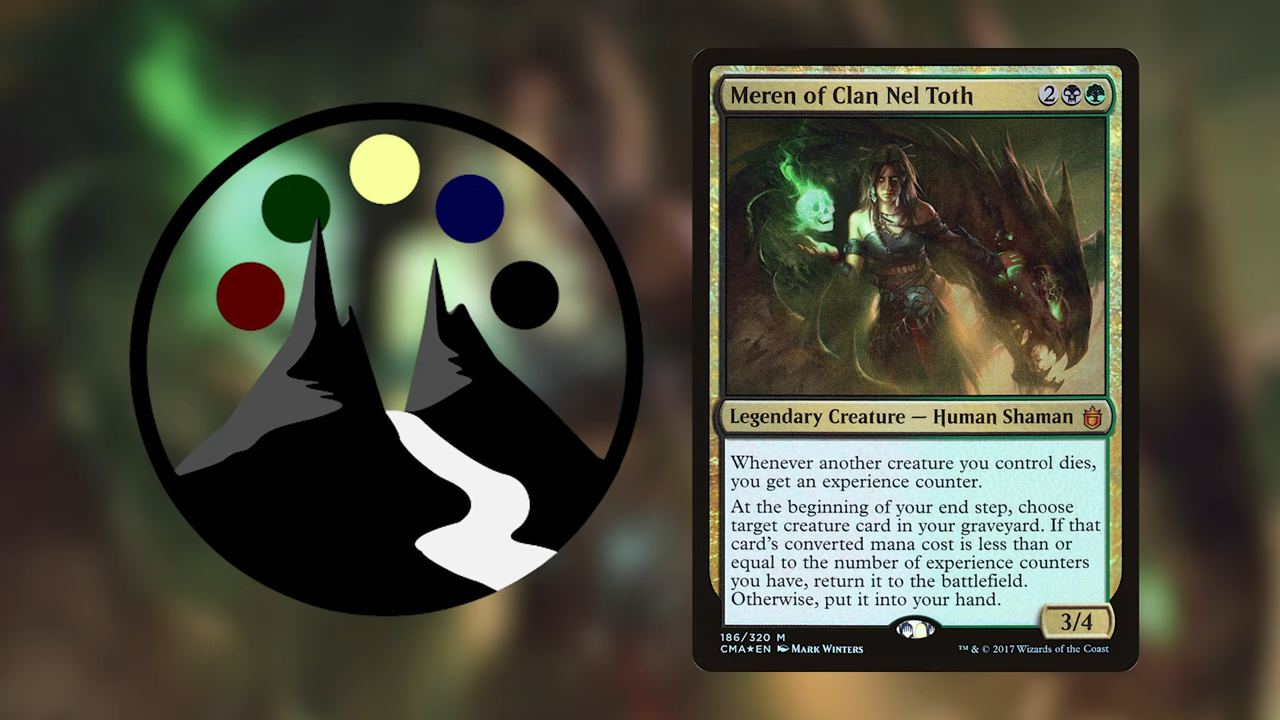 Meren of Clan Nel Toth 2
Legendary Creature — Human Shaman
Whenever another creature you control dies,
you get an experience counter.
At the beginning of your end step, choose
target creature card in your graveyard. If that
card's converted mana cost is less than or
equal to the number of experience counters
you have, return it to the battlefield.
Otherwise, put it into your hand.
3/4
186/320 M
CMA★EN Mark Winters
™ & © 2017 Wizards of the Coast